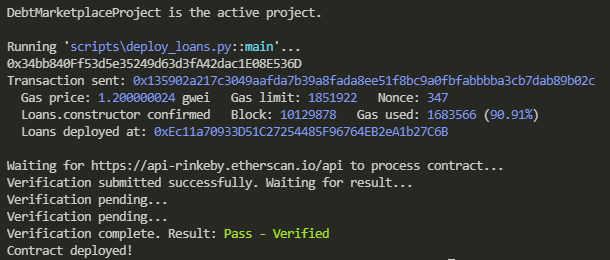 DebtMarketplaceProject is the active project.
Running 'scripts\deploy_loans.py::main'...
0x34bb840Ff53d5e35249d63d3fA42dac1E08E536D
Transaction sent: 0x135902a217c3049aafda7b39a8fada8ee51f8bc9a0fbfabbbba3cb7dab89b02c
Gas price: 1.200000024 gwei   Gas limit: 1851922   Nonce: 347
Loans.constructor confirmed   Block: 10129878   Gas used: 1683566 (90.91%)
Loans deployed at: 0xEc11a70933D51C27254485F96764EB2eA1b27C6B
Waiting for https://api-rinkeby.etherscan.io/api to process contract...
Verification submitted successfully. Waiting for result...
Verification pending...
Verification pending...
Verification complete. Result: Pass - Verified
Contract deployed!